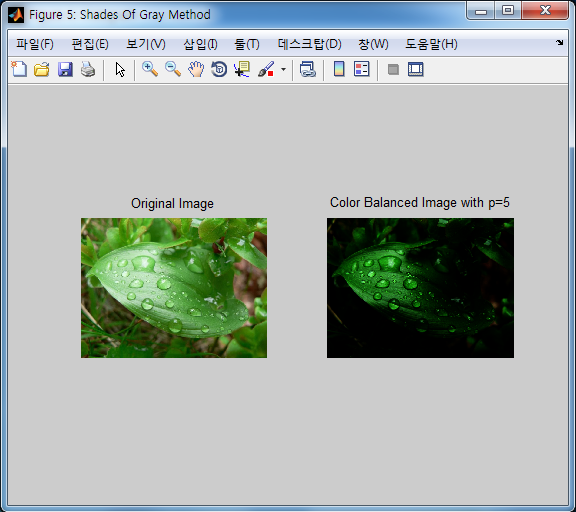 Figure 5: Shades Of Gray Method
파일(F) 편집(E) 보기(V) 삽입(I) 툴(T) 데스크탑(D) 창(W) 도움말(H)
Original Image
Color Balanced Image with p=5